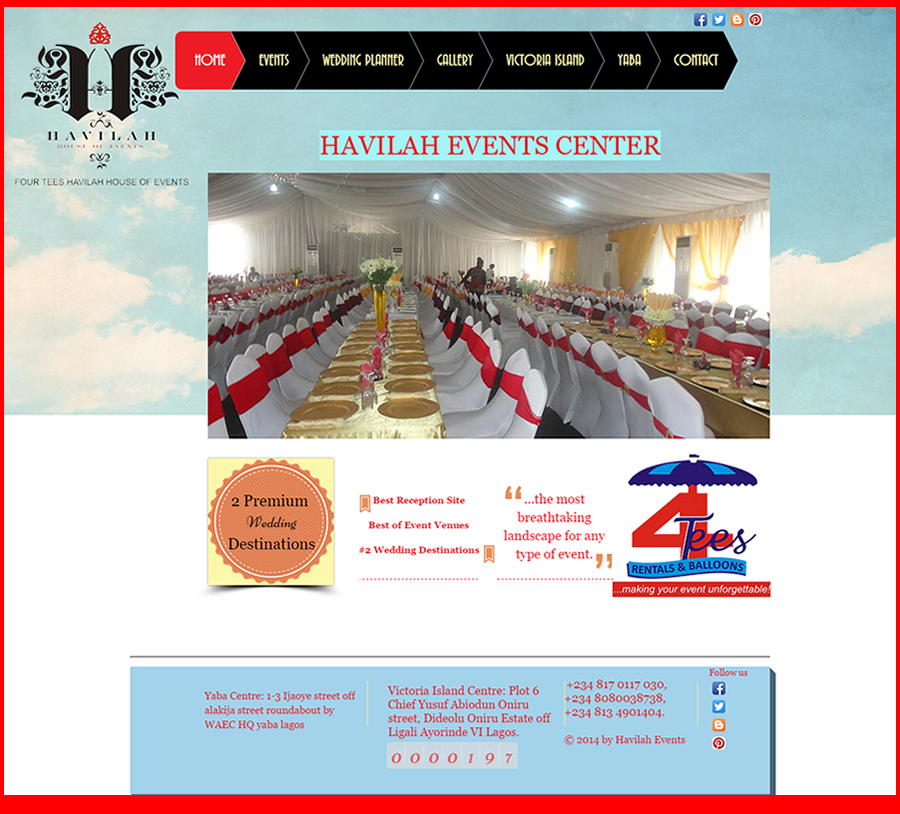 HAVILAH
HOUSE OF EVENTS
FOUR TEES HAVILAH HOUSE OF EVENTS
HOME EVENTS WEDDING PLANNER GALLERY VICTORIA ISLAND YABA CONTACT
HAVILAH EVENTS CENTER
2 Premium
Wedding
Destinations
Best Reception Site
Best of Event Venues
#2 Wedding Destinations
“...the most
breathtaking
landscape for any
type of event.”
4Tees
RENTALS & BALLOONS
...making your event unforgettable!
Yaba Centre: 1-3 Ijaoye street off
alakija street roundabout by
WAEC HQ yaba lagos
Victoria Island Centre: Plot 6
Chief Yusuf Abiodun Oniru
street, Dideolu Oniru Estate off
Ligali Ayorinde VI Lagos.
0000197
+234 817 0117 030,
+234 8080038738,
+234 813 4901404.
© 2014 by Havilah Events
Follow us